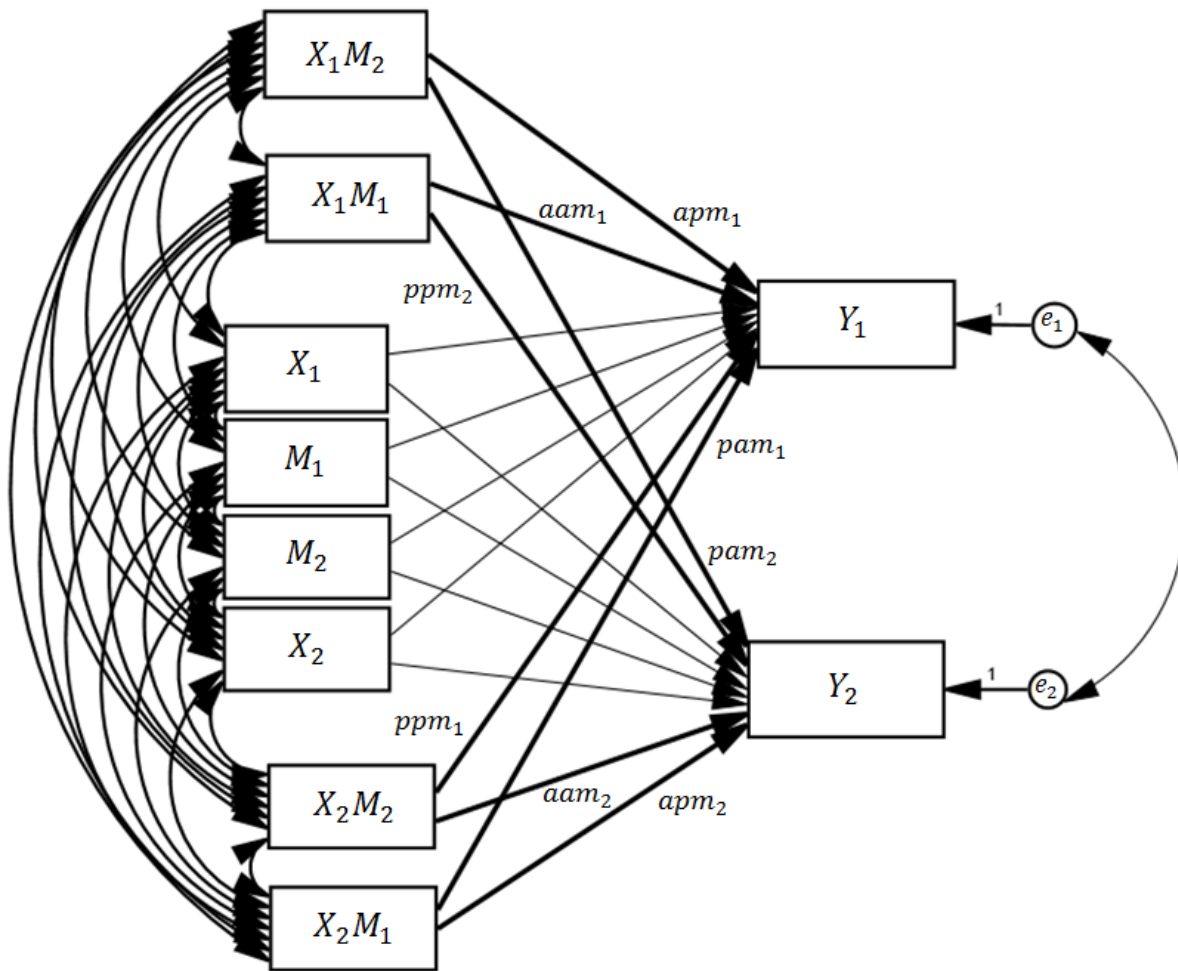 X₁M₂
X₁M₁
aam₁
apm₁
ppm₂
Y₁
1
e₁
X₁
M₁
pam₁
M₂
pam₂
X₂
Y₂
1
e₂
ppm₁
X₂M₂
aam₂
apm₂
X₂M₁